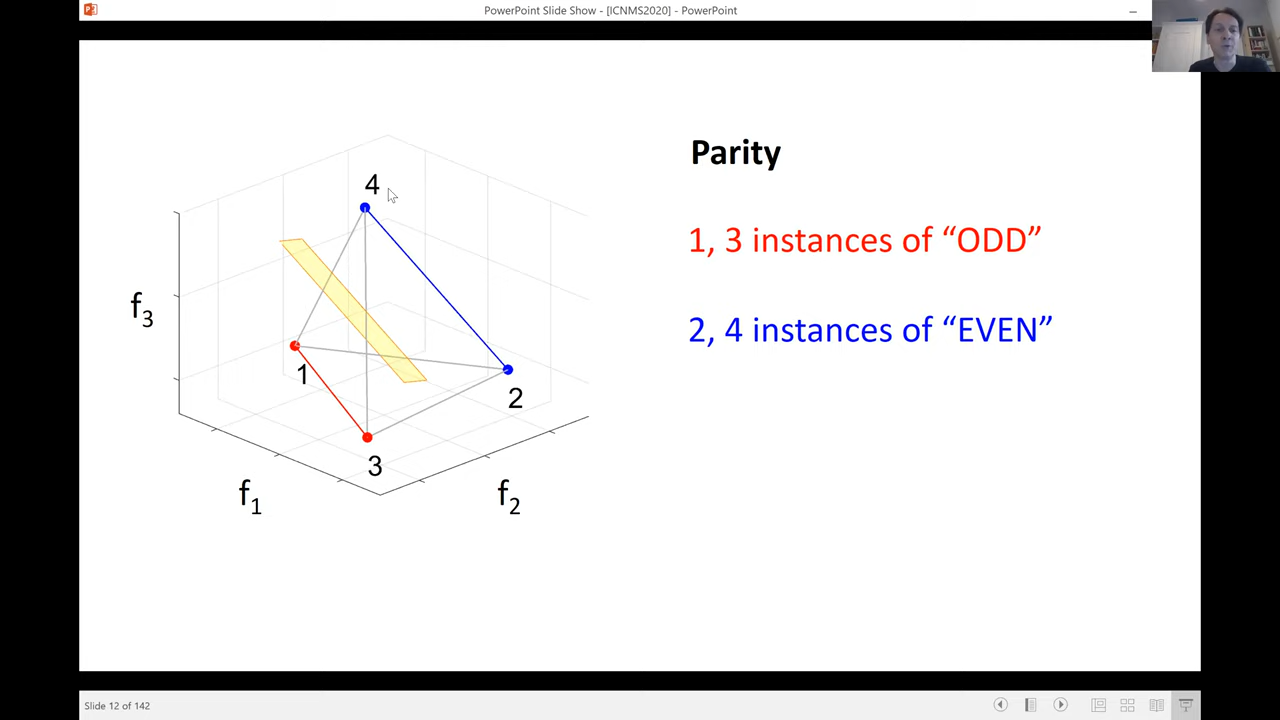 PowerPoint Slide Show - [ICNMS2020] - PowerPoint
Parity
1, 3 instances of “ODD”
2, 4 instances of “EVEN”
4
f3
1
2
3
f1
f2
Slide 12 of 142